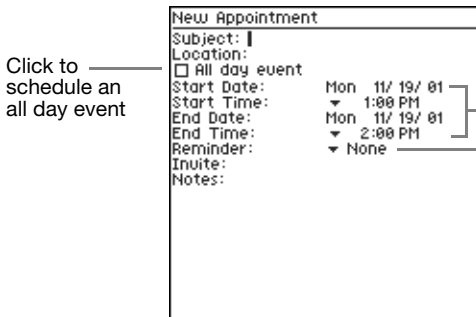 New Appointment
Subject:
Location:
Click to
schedule an
all day event
All day event
Start Date: Mon 11/ 19/ 01
Start Time: 1:00 PM
End Date: Mon 11/ 19/ 01
End Time: 2:00 PM
Reminder: None
Invite:
Notes: